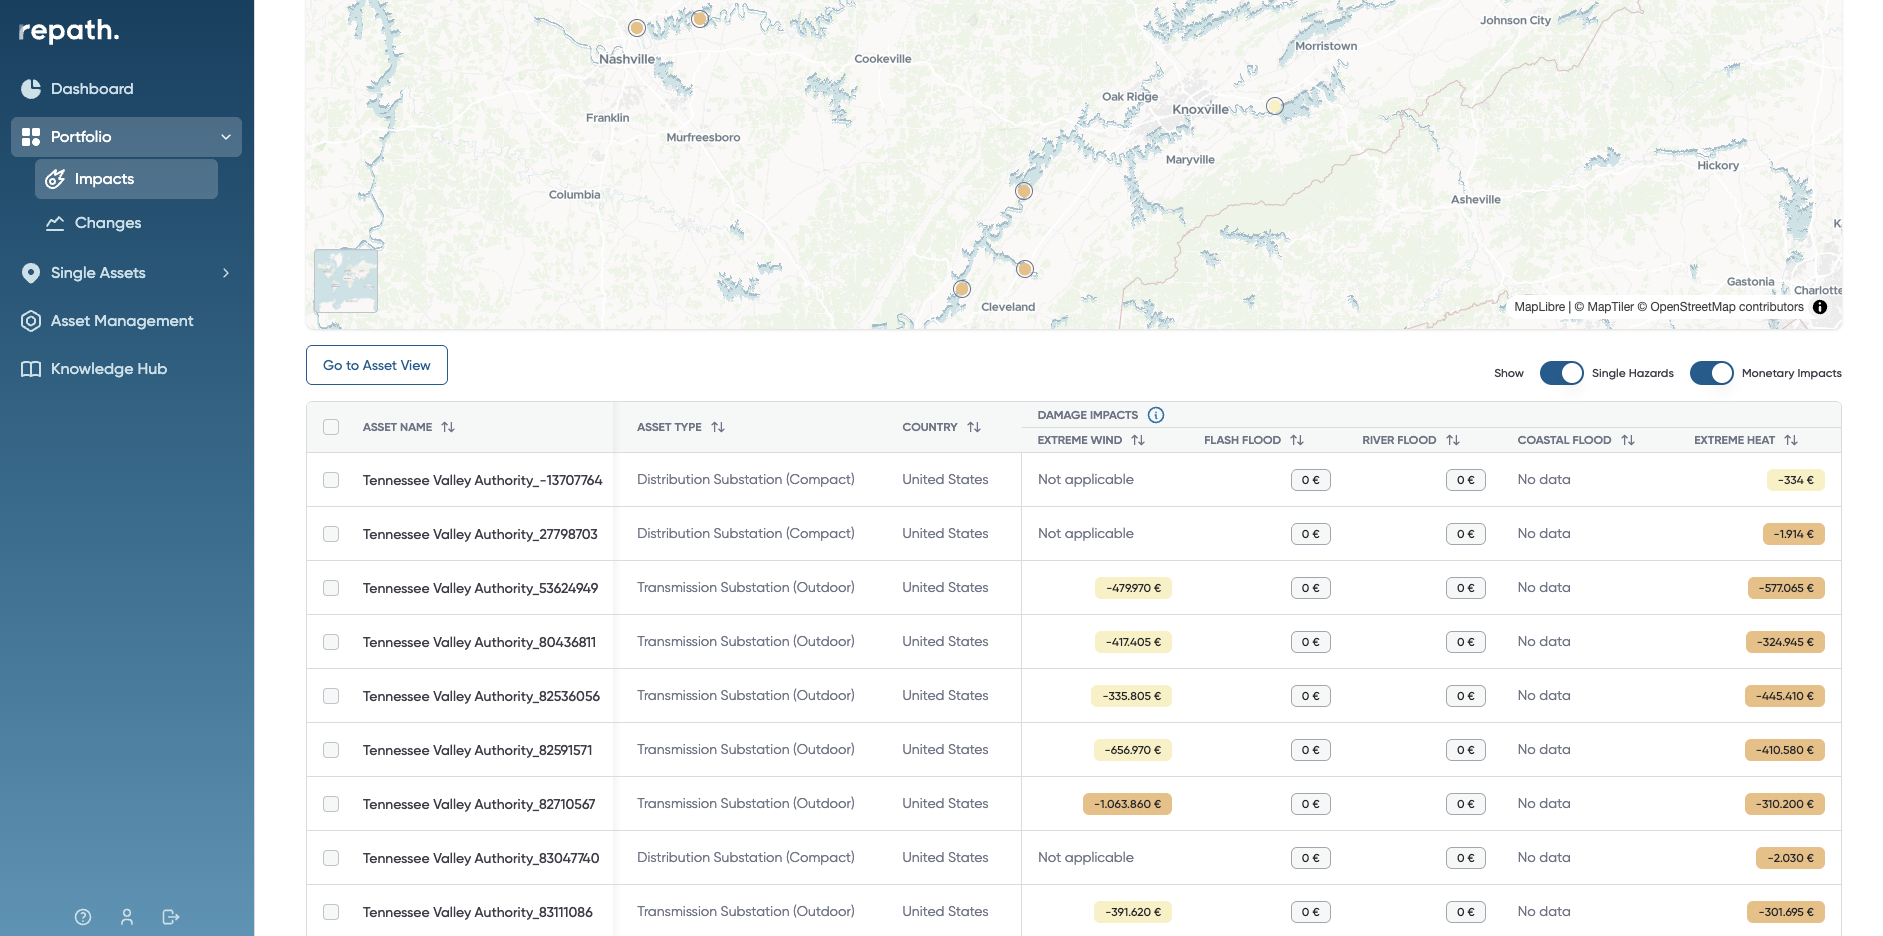 repath.
Dashboard
Portfolio
Impacts
Changes
Single Assets
Asset Management
Knowledge Hub
Johnson City
Morristown
Nashville
Cookeville
Oak Ridge
Knoxville
Franklin
Murfreesboro
Maryville
Hickory
Columbia
Asheville
Gastonia
Charlotte
Cleveland
MapLibre | © MapTiler © OpenStreetMap contributors
Go to Asset View
Show Single Hazards Monetary Impacts
DAMAGE IMPACTS
ASSET NAME ASSET TYPE COUNTRY EXTREME WIND FLASH FLOOD RIVER FLOOD COASTAL FLOOD EXTREME HEAT
Tennessee Valley Authority_-13707764 Distribution Substation (Compact) United States Not applicable 0 € 0 € No data -334 €
Tennessee Valley Authority_27798703 Distribution Substation (Compact) United States Not applicable 0 € 0 € No data -1.914 €
Tennessee Valley Authority_53624949 Transmission Substation (Outdoor) United States -479.970 € 0 € 0 € No data -577.065 €
Tennessee Valley Authority_80436811 Transmission Substation (Outdoor) United States -417.405 € 0 € 0 € No data -324.945 €
Tennessee Valley Authority_82536056 Transmission Substation (Outdoor) United States -335.805 € 0 € 0 € No data -445.410 €
Tennessee Valley Authority_82591571 Transmission Substation (Outdoor) United States -656.970 € 0 € 0 € No data -410.580 €
Tennessee Valley Authority_82710567 Transmission Substation (Outdoor) United States -1.063.860 € 0 € 0 € No data -310.200 €
Tennessee Valley Authority_83047740 Distribution Substation (Compact) United States Not applicable 0 € 0 € No data -2.030 €
Tennessee Valley Authority_83111086 Transmission Substation (Outdoor) United States -391.620 € 0 € 0 € No data -301.695 €